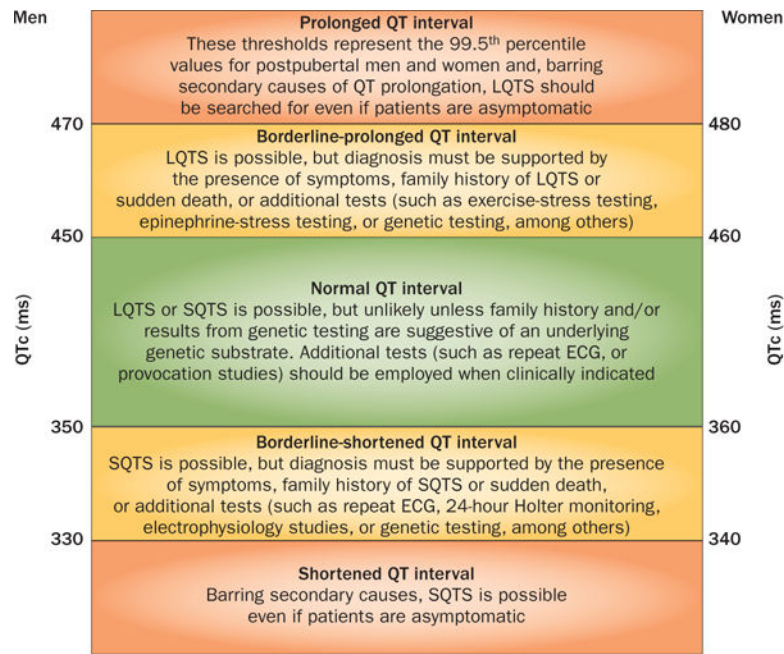 Men
Women
Prolonged QT interval
These thresholds represent the 99.5th percentile
values for postpubertal men and women and, barring
secondary causes of QT prolongation, LQTS should
be searched for even if patients are asymptomatic
470
480
Borderline-prolonged QT interval
LQTS is possible, but diagnosis must be supported by
the presence of symptoms, family history of LQTS or
sudden death, or additional tests (such as exercise-stress testing,
epinephrine-stress testing, or genetic testing, among others)
450
460
Normal QT interval
LQTS or SQTS is possible, but unlikely unless family history and/or
results from genetic testing are suggestive of an underlying
genetic substrate. Additional tests (such as repeat ECG, or
provocation studies) should be employed when clinically indicated
QTc (ms)
QTc (ms)
350
360
Borderline-shortened QT interval
SQTS is possible, but diagnosis must be supported by the presence
of symptoms, family history of SQTS or sudden death,
or additional tests (such as repeat ECG, 24-hour Holter monitoring,
electrophysiology studies, or genetic testing, among others)
330
340
Shortened QT interval
Barring secondary causes, SQTS is possible
even if patients are asymptomatic